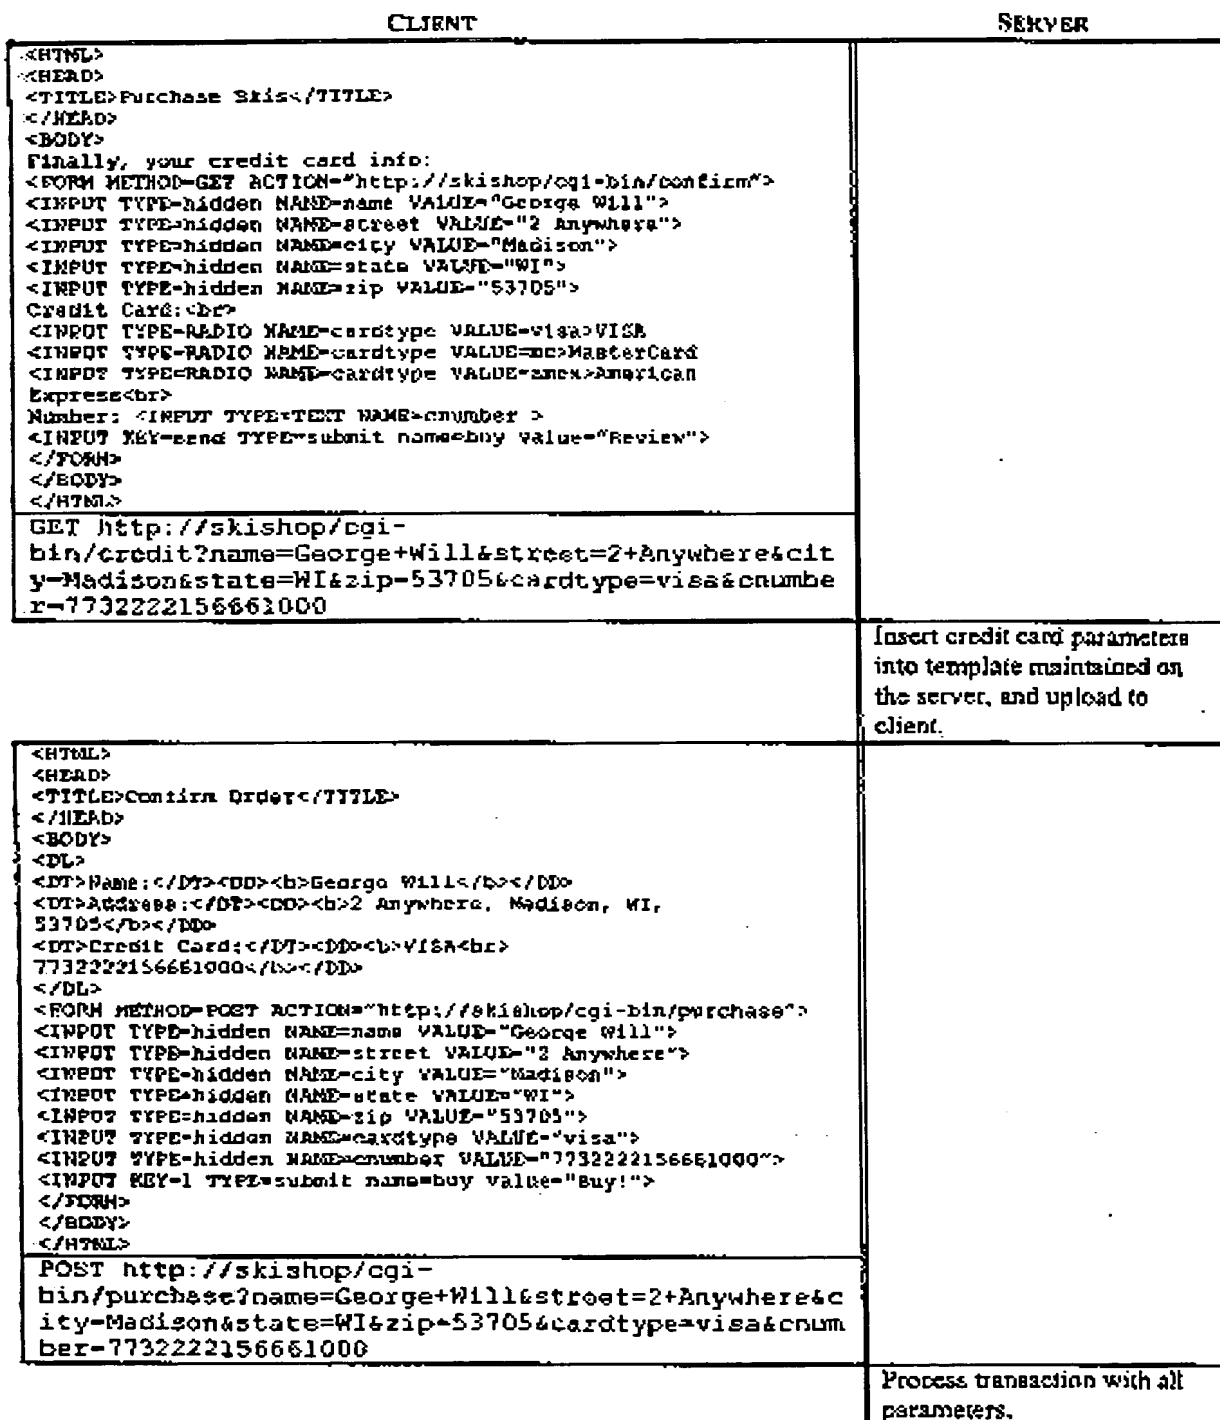 CLIENT
SERVER
<HTML>
<HEAD>
<TITLE>Purchase Skis</TITLE>
</HEAD>
<BODY>
Finally, your credit card info:
<FORM METHOD=GET ACTION="http://skishop/cgi-bin/confirm">
<INPUT TYPE=hidden NAME=name VALUE="George Will">
<INPUT TYPE=hidden NAME=street VALUE="2 Anywhere">
<INPUT TYPE=hidden NAME=city VALUE="Madison">
<INPUT TYPE=hidden NAME=state VALUE="WI">
<INPUT TYPE=hidden NAME=zip VALUE="53705">
Credit Card:<br>
<INPUT TYPE=RADIO NAME=cardtype VALUE=visa>VISA
<INPUT TYPE=RADIO NAME=cardtype VALUE=mc>MasterCard
<INPUT TYPE=RADIO NAME=cardtype VALUE=amex>American
Express<br>
Number: <INPUT TYPE=TEXT NAME=cnumber >
<INPUT KEY=send TYPE=submit name=buy value="Review">
</FORM>
</BODY>
</HTML>
GET http://skishop/cgi-
bin/credit?name=George+Will&street=2+Anywhere&cit
y=Madison&state=WI&zip=53705&cardtype=visa&cnumbe
r=7732222156661000
Insert credit card parameters
into template maintained on
the server, and upload to
client.
<HTML>
<HEAD>
<TITLE>Confirm Order</TITLE>
</HEAD>
<BODY>
<DL>
<DT>Name:</DT><DD><b>George Will</b></DD>
<DT>Address:</DT><DD><b>2 Anywhere, Madison, WI,
53705</b></DD>
<DT>Credit Card:</DT><DD><b>VISA<br>
7732222156661000</b></DD>
</DL>
<FORM METHOD=POST ACTION="http://skishop/cgi-bin/purchase">
<INPUT TYPE=hidden NAME=name VALUE="George Will">
<INPUT TYPE=hidden NAME=street VALUE="2 Anywhere">
<INPUT TYPE=hidden NAME=city VALUE="Madison">
<INPUT TYPE=hidden NAME=state VALUE="WI">
<INPUT TYPE=hidden NAME=zip VALUE="53705">
<INPUT TYPE=hidden NAME=cardtype VALUE="visa">
<INPUT TYPE=hidden NAME=cnumber VALUE="7732222156661000">
<INPUT KEY=1 TYPE=submit name=buy value="Buy!">
</FORM>
</BODY>
</HTML>
POST http://skishop/cgi-
bin/purchase?name=George+Will&street=2+Anywhere&c
ity=Madison&state=WI&zip=53705&cardtype=visa&cnum
ber=7732222156661000
Process transaction with all
parameters.